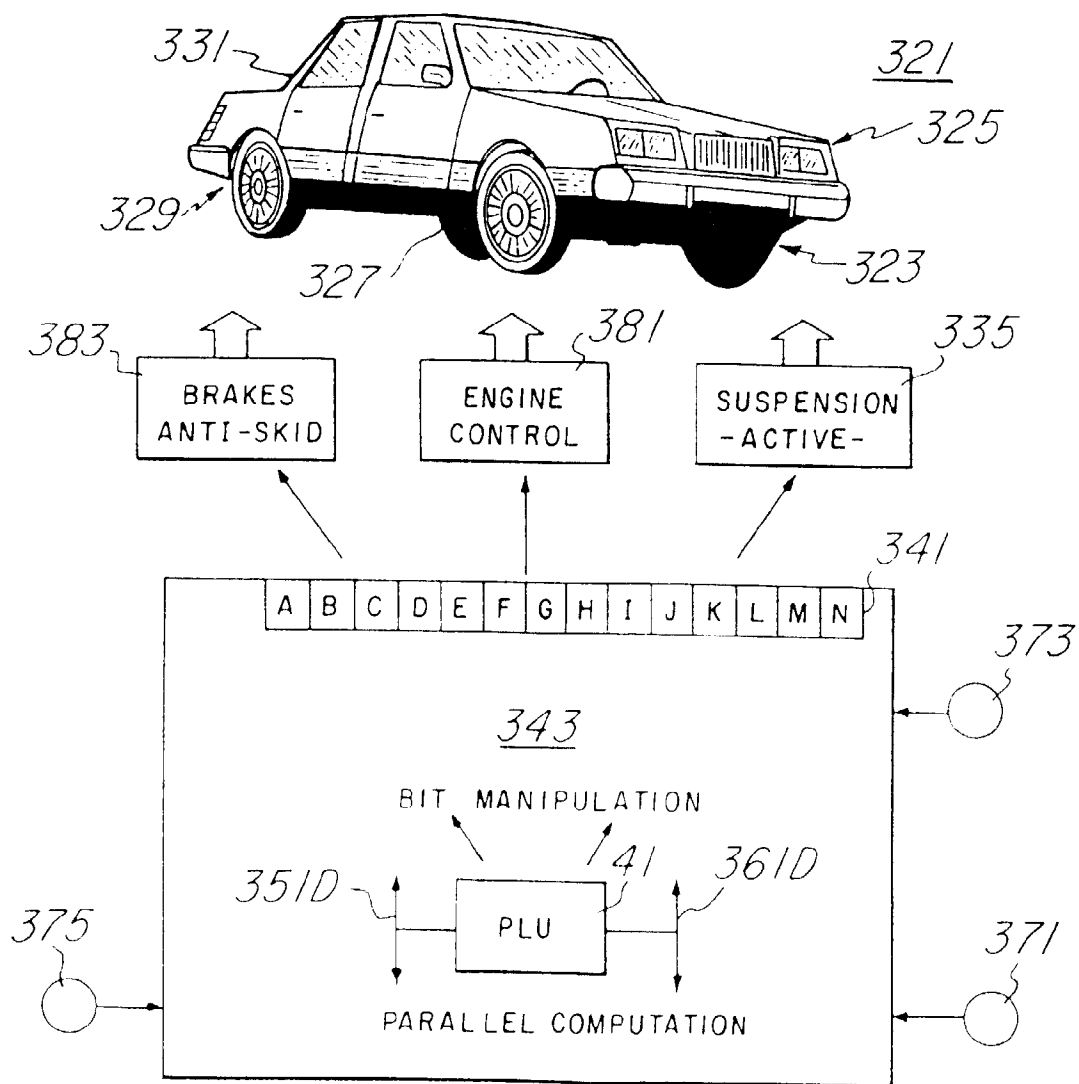 331
321
325
329
327
323
383
381
335
BRAKES
ANTI-SKID
ENGINE
CONTROL
SUSPENSION
-ACTIVE-
341
A B C D E F G H I J K L M N
373
343
BIT MANIPULATION
351D
41
361D
PLU
375
371
PARALLEL COMPUTATION